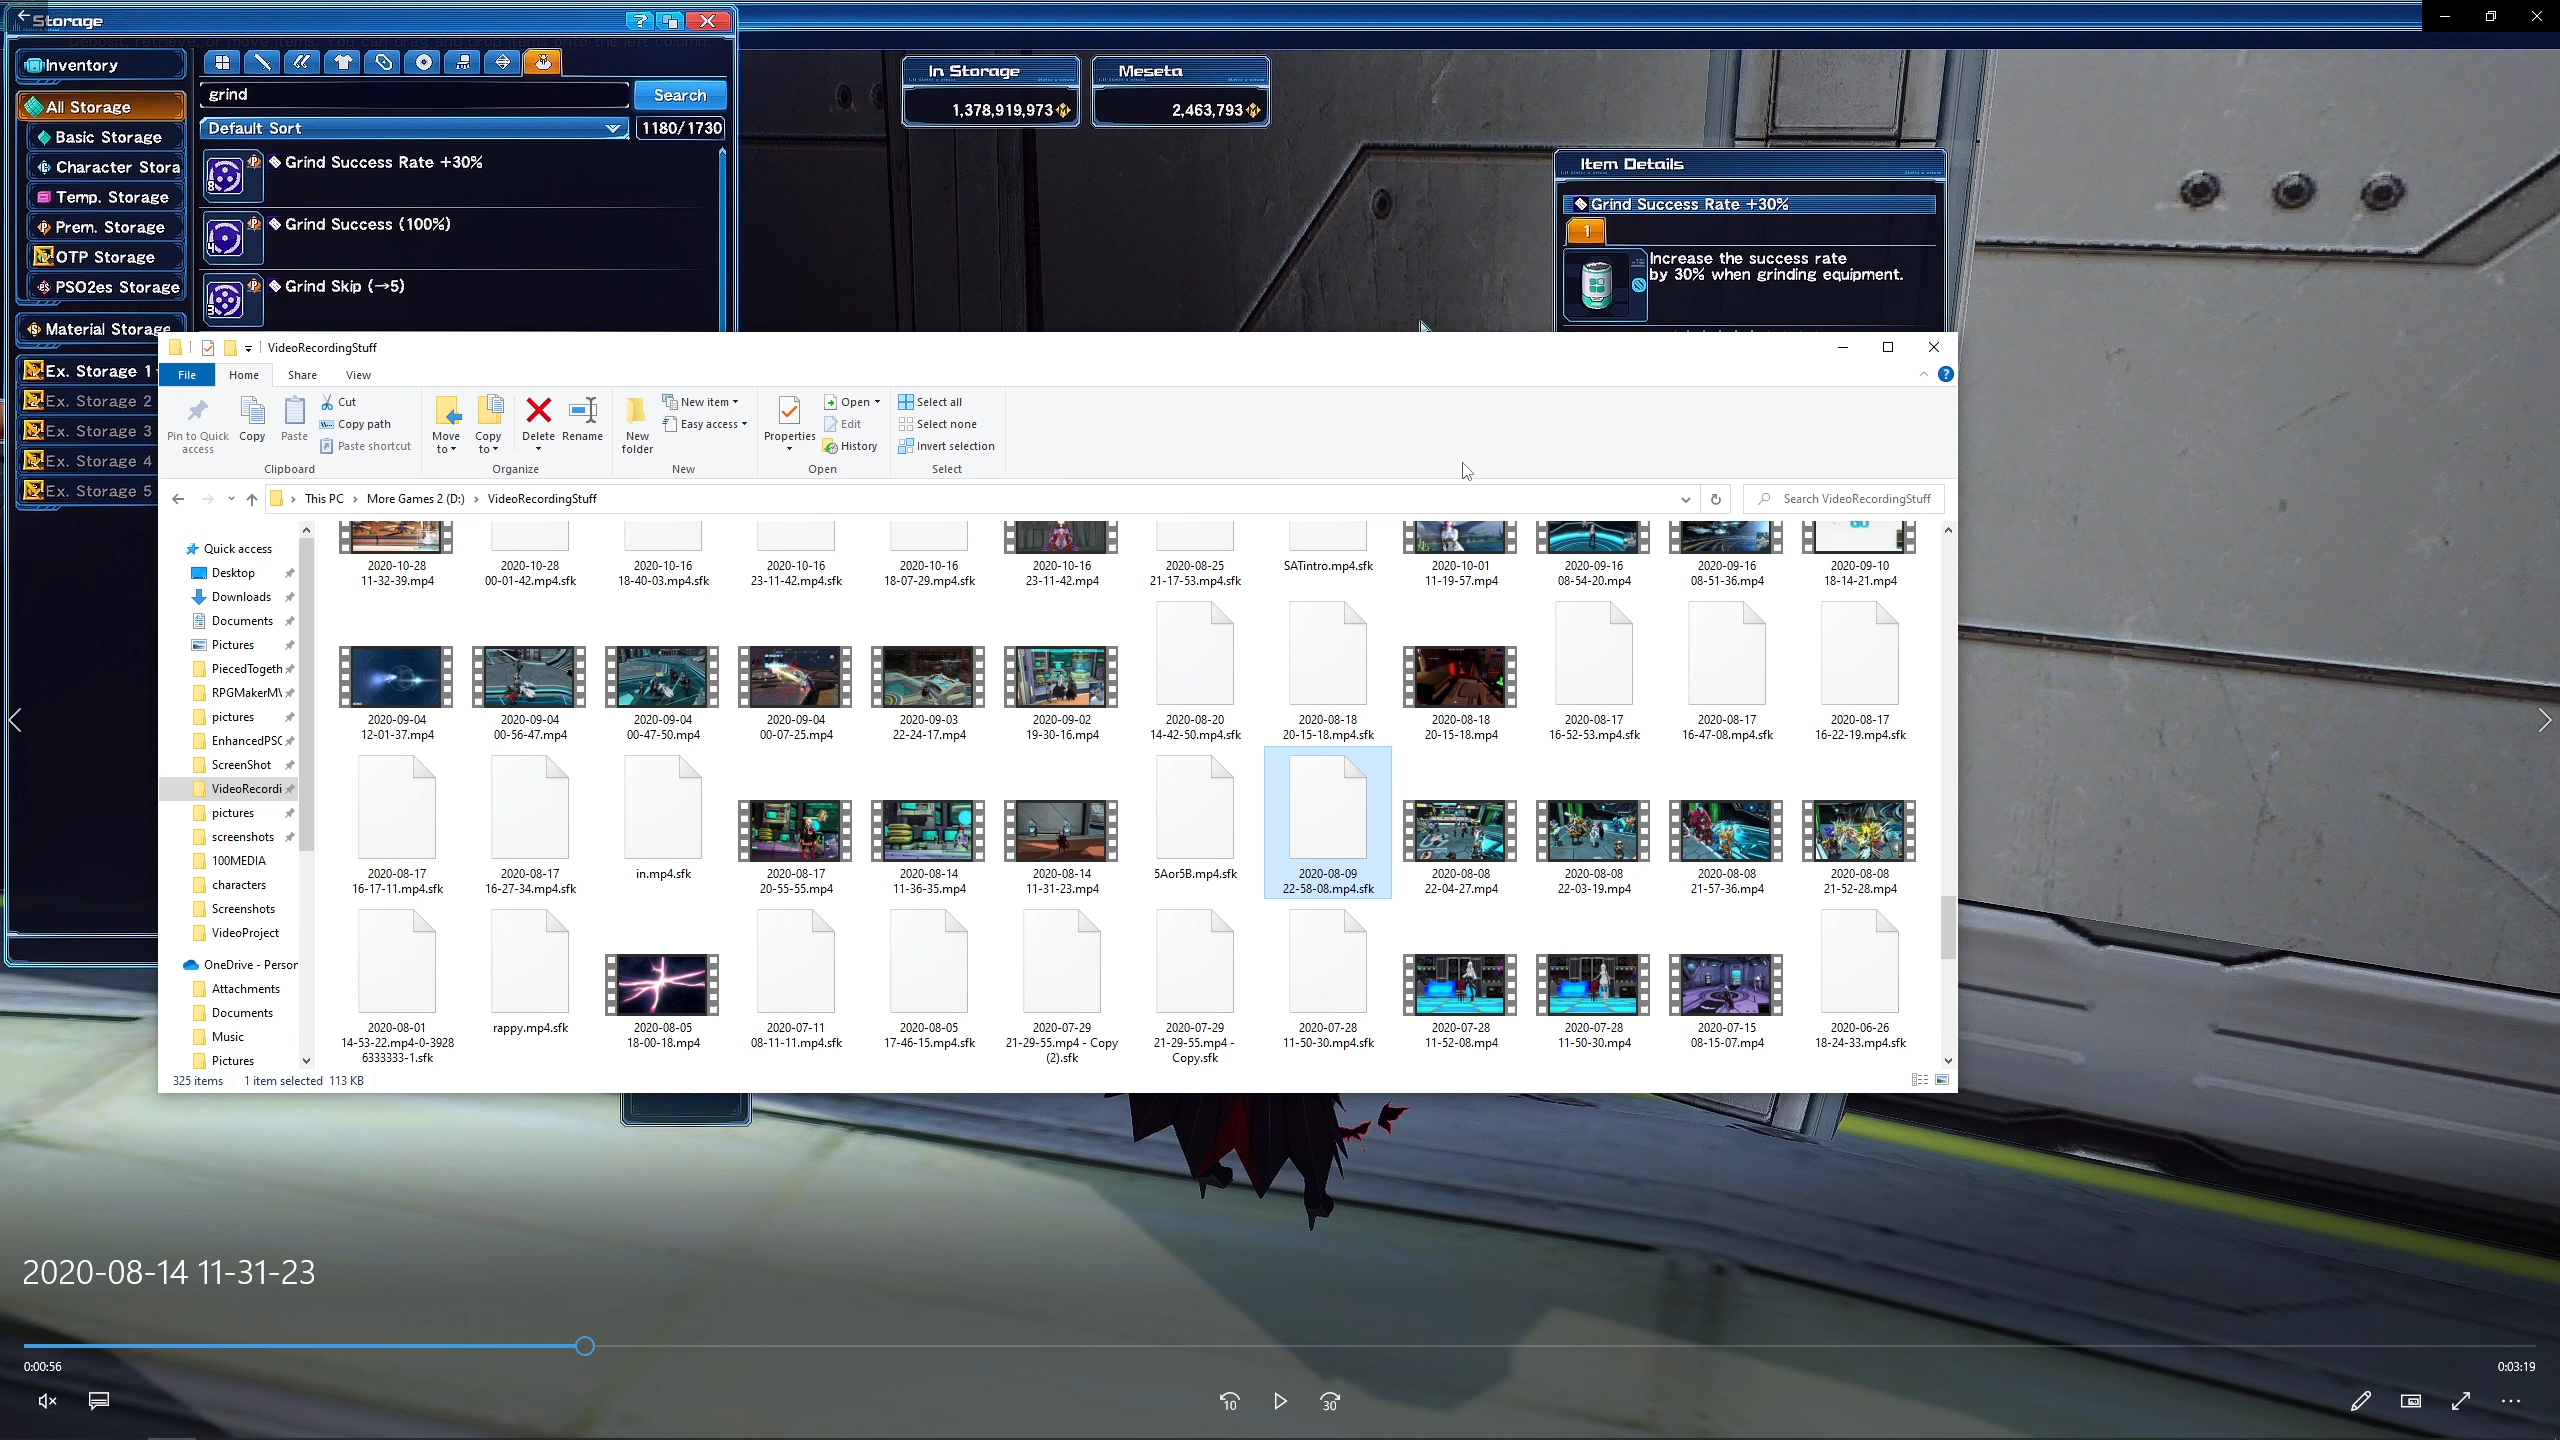 Storage
Deposit, retrieve, or move items. You can drag and drop items onto the left column.
Inventory
All Storage
Basic Storage
Character Stora
Temp. Storage
Prem. Storage
OTP Storage
PSO2es Storage
Material Storage
Ex. Storage 1
Ex. Storage 2
Ex. Storage 3
Ex. Storage 4
Ex. Storage 5
grind
Search
Default Sort
1180/1730
8
Grind Success Rate +30%
4
Grind Success (100%)
3
Grind Skip (→5)
In Storage
1,378,919,973
Meseta
2,463,793
Item Details
Grind Success Rate +30%
1
Increase the success rate
by 30% when grinding equipment.
VideoRecordingStuff
File
Home
Share
View
Pin to Quick access
Copy
Paste
Cut
Copy path
Paste shortcut
Clipboard
Move to
Copy to
Delete
Rename
Organize
New folder
New item
Easy access
New
Properties
Open
Edit
History
Open
Select all
Select none
Invert selection
Select
This PC > More Games 2 (D:) > VideoRecordingStuff
Search VideoRecordingStuff
Quick access
Desktop
Downloads
Documents
Pictures
PiecedTogeth
RPGMakerMV
pictures
EnhancedPSO
ScreenShot
VideoRecordi
pictures
screenshots
100MEDIA
characters
Screenshots
VideoProject
OneDrive - Person
Attachments
Documents
Music
Pictures
2020-10-28 11-32-39.mp4
2020-10-28 00-01-42.mp4.sfk
2020-10-16 18-40-03.mp4.sfk
2020-10-16 23-11-42.mp4.sfk
2020-10-16 18-07-29.mp4.sfk
2020-10-16 23-11-42.mp4
2020-08-25 21-17-53.mp4.sfk
SATintro.mp4.sfk
2020-10-01 11-19-57.mp4
2020-09-16 08-54-20.mp4
2020-09-16 08-51-36.mp4
2020-09-10 18-14-21.mp4
2020-09-04 12-01-37.mp4
2020-09-04 00-56-47.mp4
2020-09-04 00-47-50.mp4
2020-09-04 00-07-25.mp4
2020-09-03 22-24-17.mp4
2020-09-02 19-30-16.mp4
2020-08-20 14-42-50.mp4.sfk
2020-08-18 20-15-18.mp4.sfk
2020-08-18 20-15-18.mp4
2020-08-17 16-52-53.mp4.sfk
2020-08-17 16-47-08.mp4.sfk
2020-08-17 16-22-19.mp4.sfk
2020-08-17 16-17-11.mp4.sfk
2020-08-17 16-27-34.mp4.sfk
in.mp4.sfk
2020-08-17 20-55-55.mp4
2020-08-14 11-36-35.mp4
2020-08-14 11-31-23.mp4
5Aor5B.mp4.sfk
2020-08-09 22-58-08.mp4.sfk
2020-08-08 22-04-27.mp4
2020-08-08 22-03-19.mp4
2020-08-08 21-57-36.mp4
2020-08-08 21-52-28.mp4
2020-08-01 14-53-22.mp4-0-39286333333-1.sfk
rappy.mp4.sfk
2020-08-05 18-00-18.mp4
2020-07-11 08-11-11.mp4.sfk
2020-08-05 17-46-15.mp4.sfk
2020-07-29 21-29-55.mp4 - Copy (2).sfk
2020-07-29 21-29-55.mp4 - Copy.sfk
2020-07-28 11-50-30.mp4.sfk
2020-07-28 11-52-08.mp4
2020-07-28 11-50-30.mp4
2020-07-15 08-15-07.mp4
2020-06-26 18-24-33.mp4.sfk
325 items
1 item selected 113 KB
2020-08-14 11-31-23
0:00:56
0:03:19
10
30